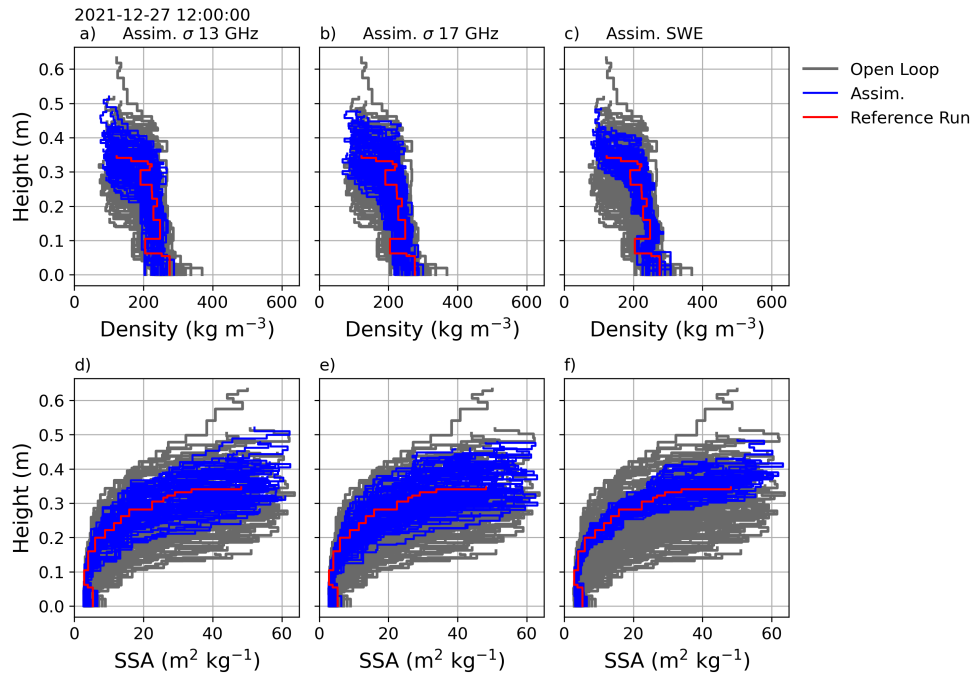 2021-12-27 12:00:00
a) Assim. σ 13 GHz
b) Assim. σ 17 GHz
c) Assim. SWE
Open Loop
Assim.
Reference Run
Height (m)
0.6
0.5
0.4
0.3
0.2
0.1
0.0
0 200 400 600
0 200 400 600
0 200 400 600
Density (kg m⁻³)
Density (kg m⁻³)
Density (kg m⁻³)
d)
e)
f)
Height (m)
0.6
0.5
0.4
0.3
0.2
0.1
0.0
0 20 40 60
0 20 40 60
0 20 40 60
SSA (m² kg⁻¹)
SSA (m² kg⁻¹)
SSA (m² kg⁻¹)